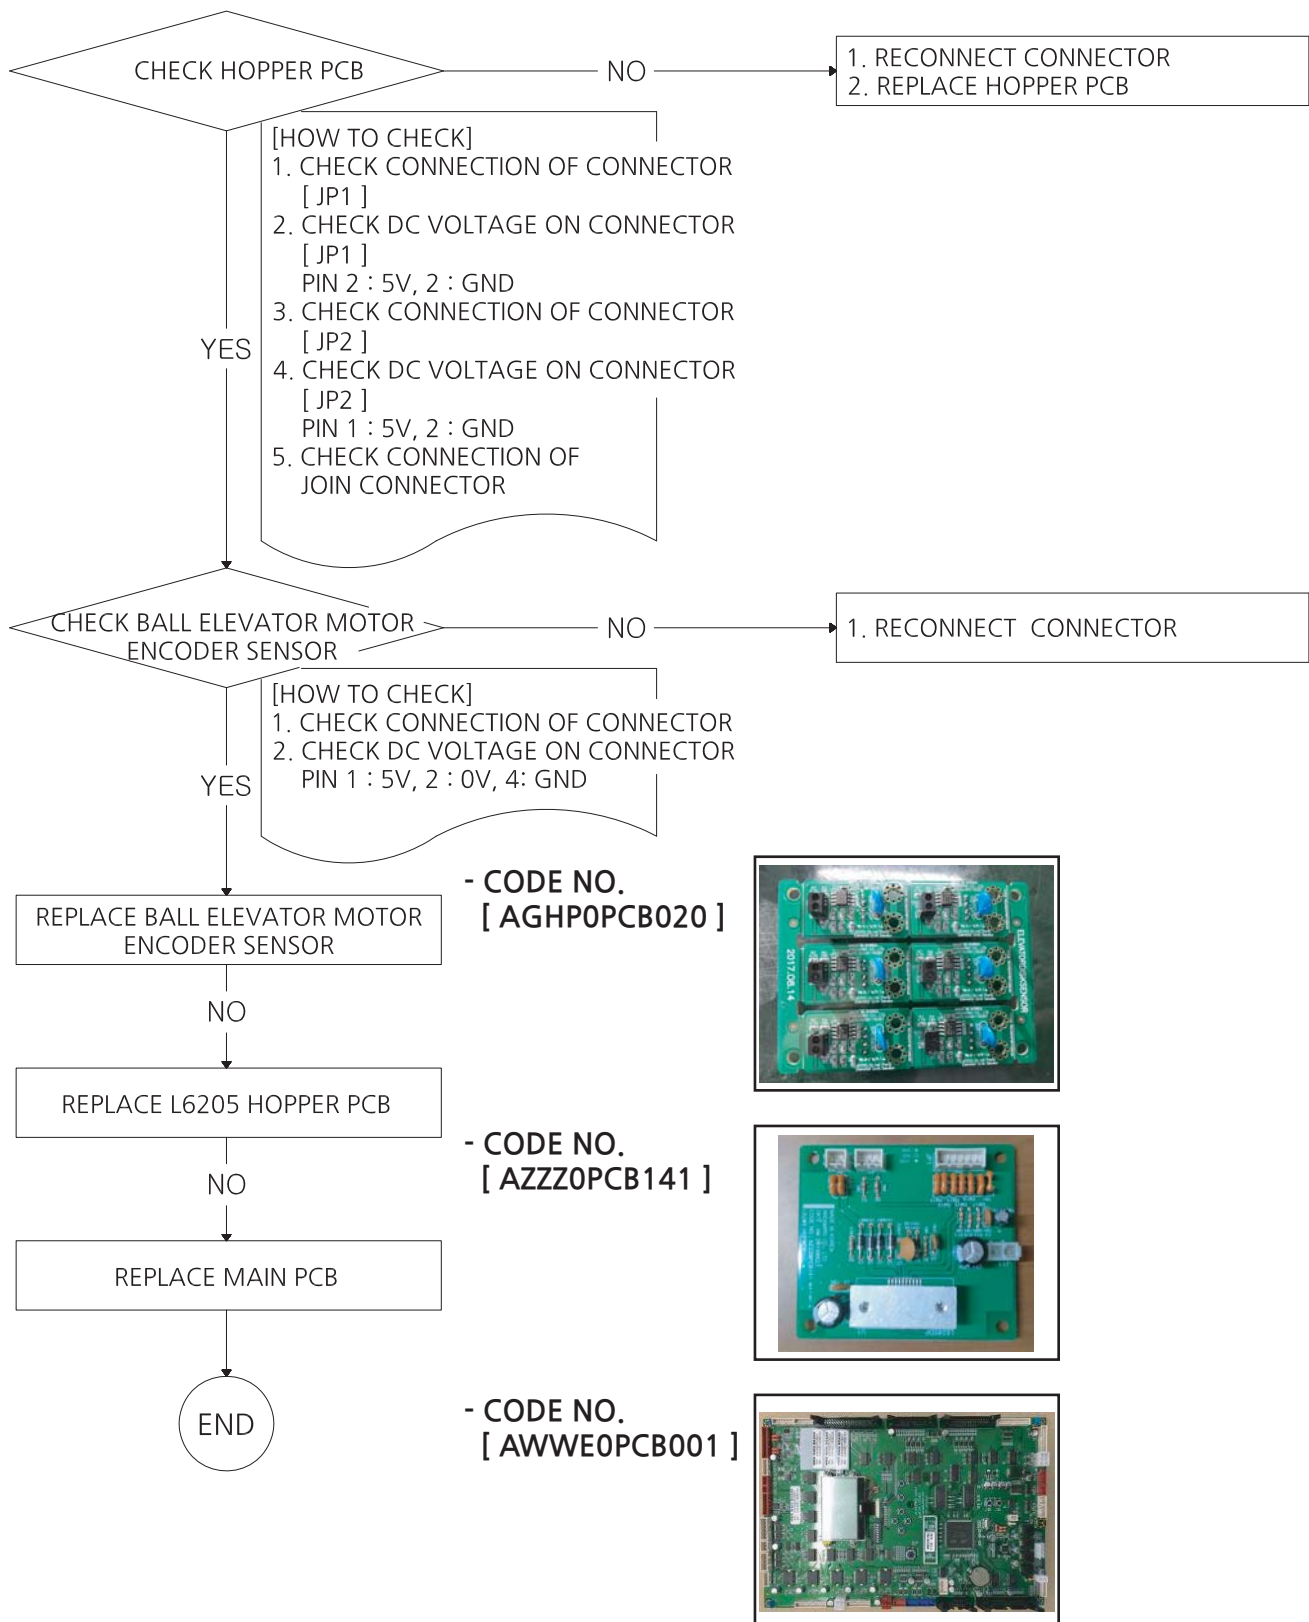 CHECK HOPPER PCB
NO
1. RECONNECT CONNECTOR
2. REPLACE HOPPER PCB
[HOW TO CHECK]
1. CHECK CONNECTION OF CONNECTOR
[ JP1 ]
2. CHECK DC VOLTAGE ON CONNECTOR
[ JP1 ]
PIN 2 : 5V, 2 : GND
3. CHECK CONNECTION OF CONNECTOR
[ JP2 ]
4. CHECK DC VOLTAGE ON CONNECTOR
[ JP2 ]
PIN 1 : 5V, 2 : GND
5. CHECK CONNECTION OF
JOIN CONNECTOR
YES
CHECK BALL ELEVATOR MOTOR
ENCODER SENSOR
NO
1. RECONNECT CONNECTOR
[HOW TO CHECK]
1. CHECK CONNECTION OF CONNECTOR
2. CHECK DC VOLTAGE ON CONNECTOR
PIN 1 : 5V, 2 : 0V, 4: GND
YES
REPLACE BALL ELEVATOR MOTOR
ENCODER SENSOR
- CODE NO.
[ AGHP0PCB020 ]
2017.06.14
NO
REPLACE L6205 HOPPER PCB
- CODE NO.
[ AZZZ0PCB141 ]
NO
REPLACE MAIN PCB
END
- CODE NO.
[ AWWE0PCB001 ]